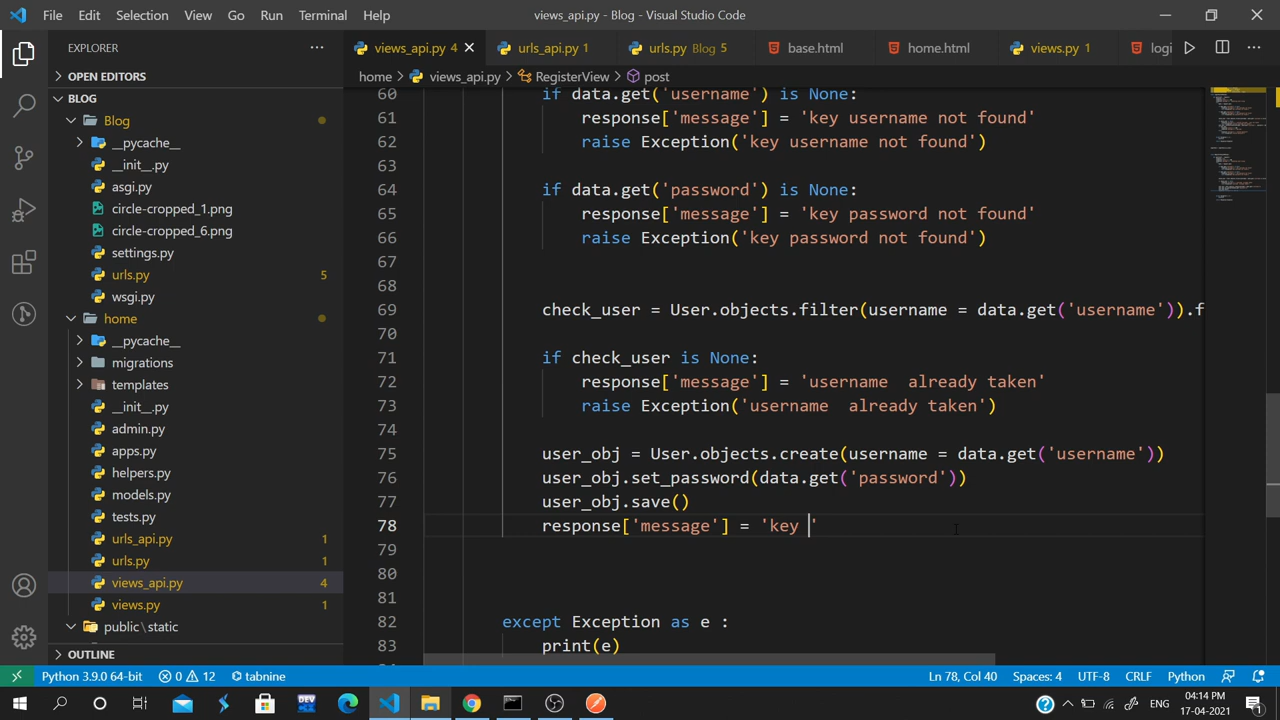 File Edit Selection View Go Run Terminal Help
views_api.py - Blog - Visual Studio Code
EXPLORER
views_api.py 4
urls_api.py 1
urls.py Blog 5
base.html
home.html
views.py 1
logi
home > views_api.py > RegisterView > post
OPEN EDITORS
BLOG
Blog
__pycache__
__init__.py
asgi.py
circle-cropped_1.png
circle-cropped_6.png
settings.py
urls.py 5
wsgi.py
home
__pycache__
migrations
templates
__init__.py
admin.py
apps.py
helpers.py
models.py
tests.py
urls_api.py 1
urls.py 1
views_api.py 4
views.py 1
public\static
OUTLINE
60 if data.get('username') is None:
61 response['message'] = 'key username not found'
62 raise Exception('key username not found')
63
64 if data.get('password') is None:
65 response['message'] = 'key password not found'
66 raise Exception('key password not found')
67
68
69 check_user = User.objects.filter(username = data.get('username')).f
70
71 if check_user is None:
72 response['message'] = 'username  already taken'
73 raise Exception('username  already taken')
74
75 user_obj = User.objects.create(username = data.get('username'))
76 user_obj.set_password(data.get('password'))
77 user_obj.save()
78 response['message'] = 'key '
79
80
81
82 except Exception as e :
83 print(e)
Python 3.9.0 64-bit 0 12 tabnine
Ln 78, Col 40 Spaces: 4 UTF-8 CRLF Python
ENG
04:14 PM
17-04-2021